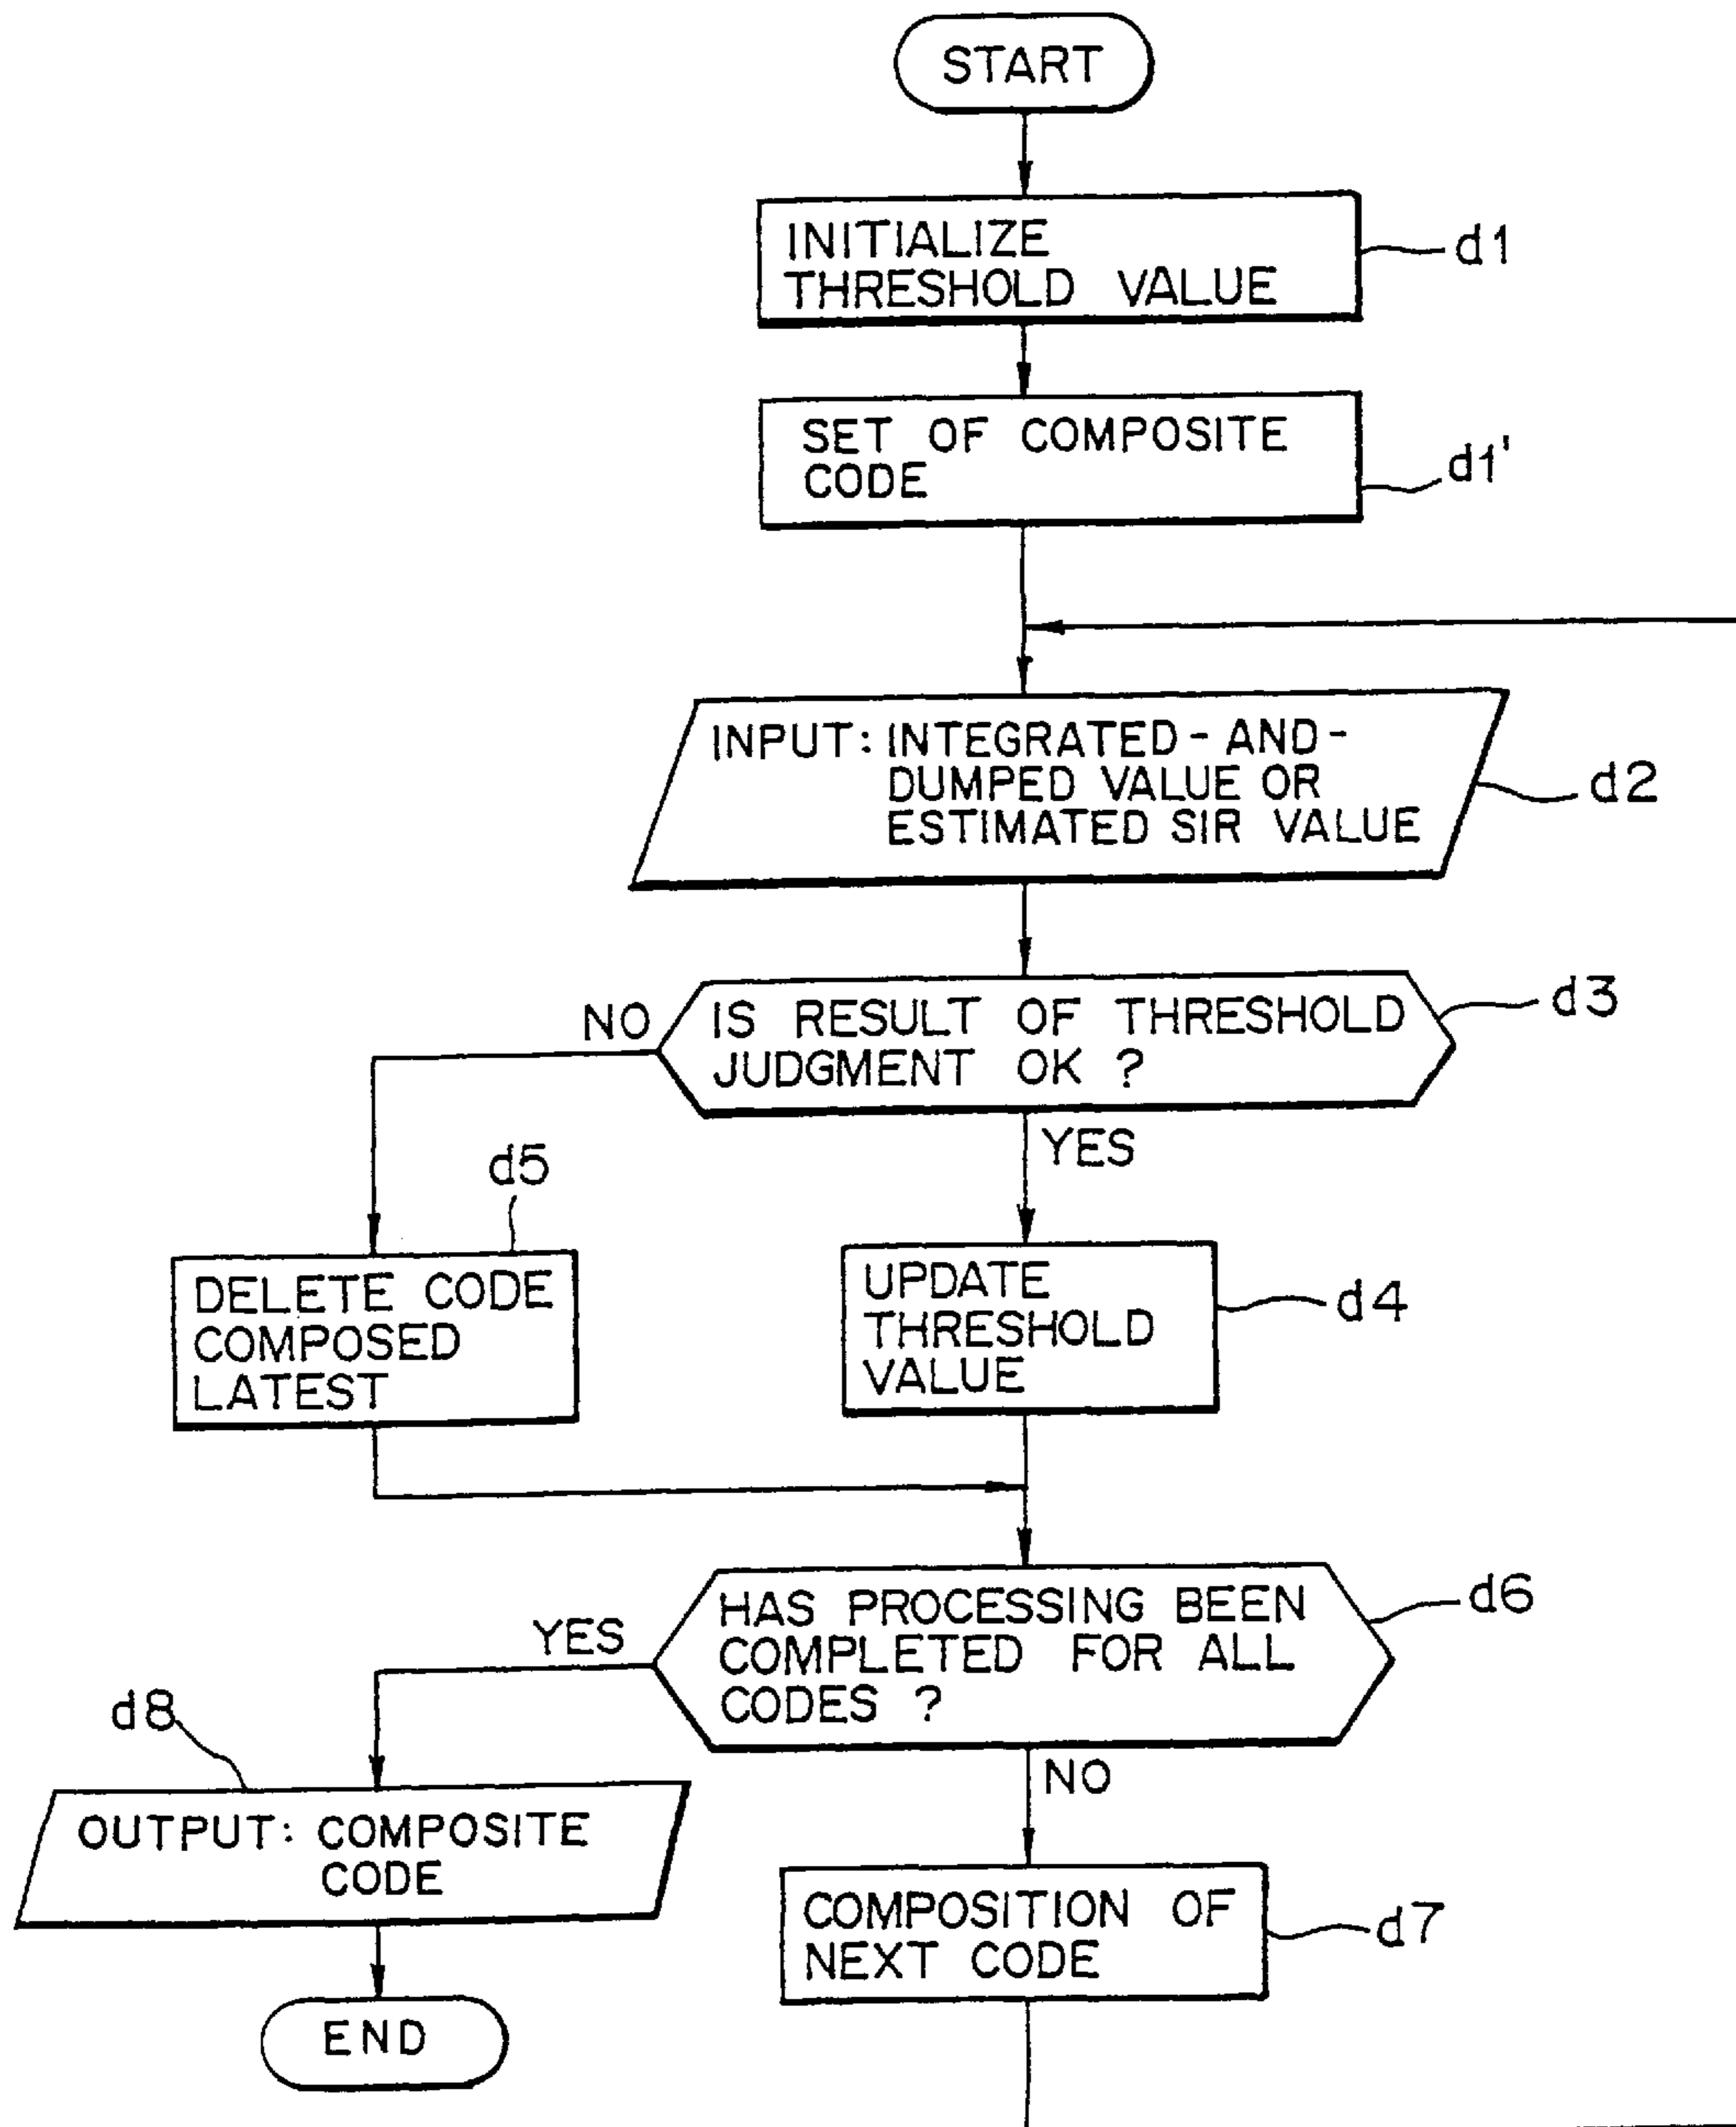 START
INITIALIZE
THRESHOLD VALUE
d1
SET OF COMPOSITE
CODE
d1'
INPUT: INTEGRATED-AND-
DUMPED VALUE OR
ESTIMATED SIR VALUE
d2
NO
IS RESULT OF THRESHOLD
JUDGMENT OK ?
d3
YES
d5
DELETE CODE
COMPOSED
LATEST
UPDATE
THRESHOLD
VALUE
d4
YES
HAS PROCESSING BEEN
COMPLETED FOR ALL
CODES ?
d6
d8
NO
OUTPUT: COMPOSITE
CODE
COMPOSITION OF
NEXT CODE
d7
END